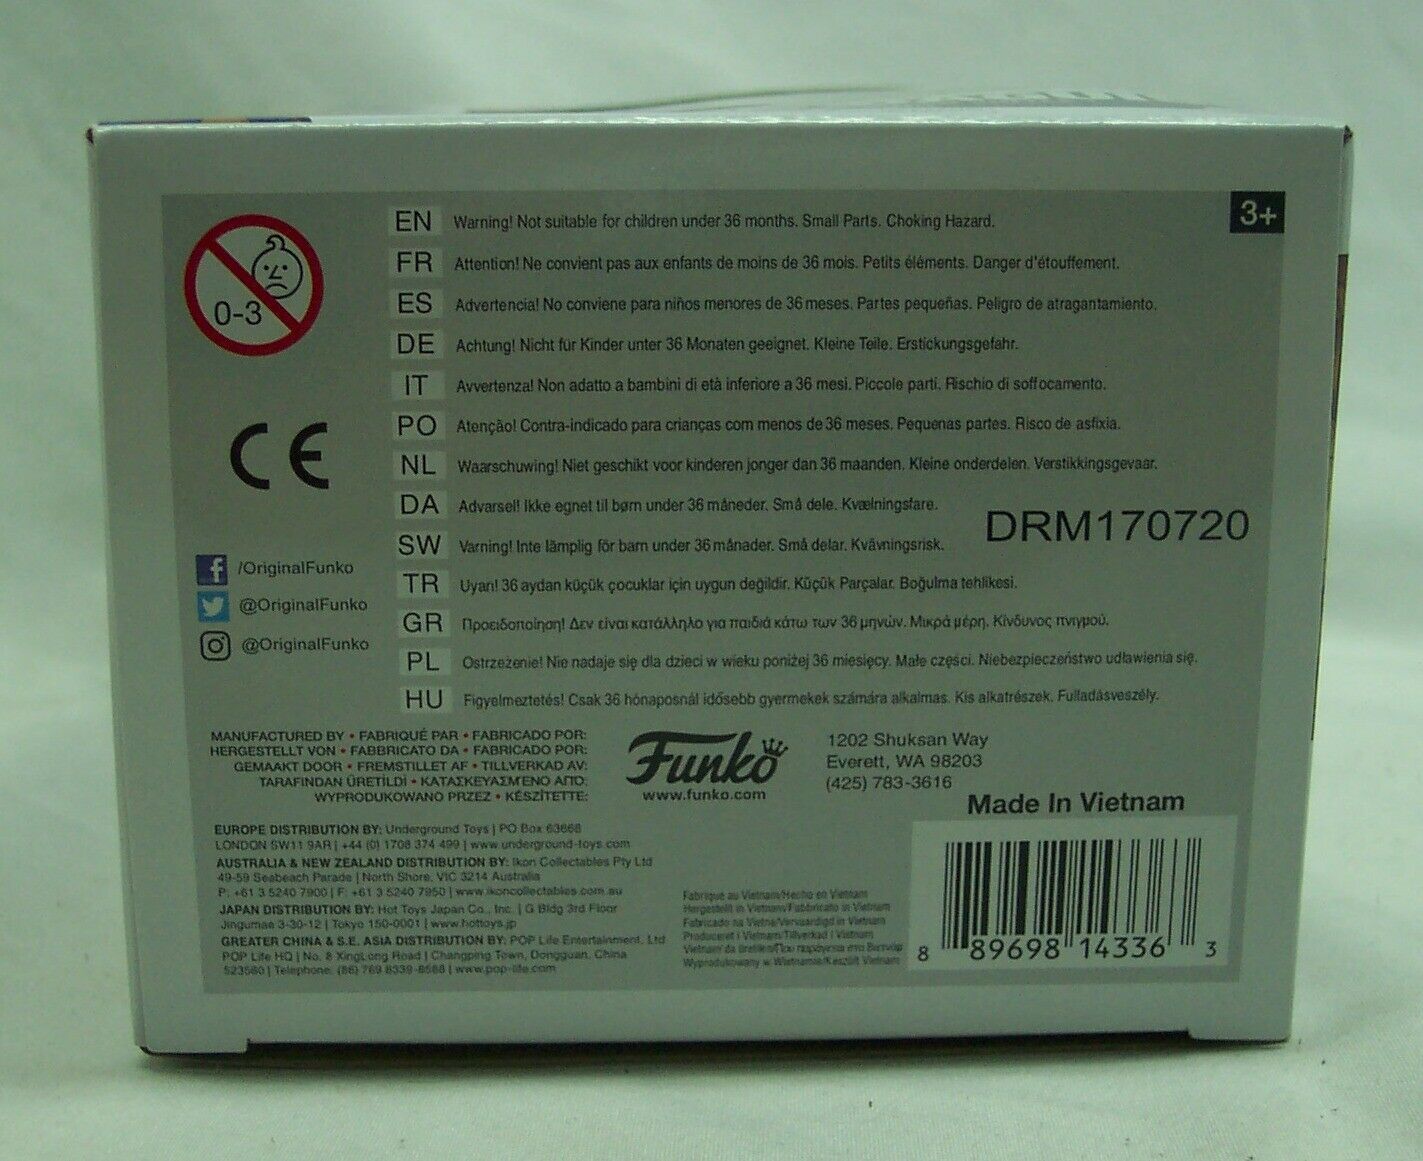 3+
0-3
EN Warning! Not suitable for children under 36 months. Small Parts. Choking Hazard.
FR Attention! Ne convient pas aux enfants de moins de 36 mois. Petits éléments. Danger d'étouffement.
ES Advertencia! No conviene para niños menores de 36 meses. Partes pequeñas. Peligro de atragantamiento.
DE Achtung! Nicht für Kinder unter 36 Monaten geeignet. Kleine Teile. Erstickungsgefahr.
IT Avvertenza! Non adatto a bambini di età inferiore a 36 mesi. Piccole parti. Rischio di soffocamento.
PO Atenção! Contra-indicado para crianças com menos de 36 meses. Pequenas partes. Risco de asfixia.
NL Waarschuwing! Niet geschikt voor kinderen jonger dan 36 maanden. Kleine onderdelen. Verstikkingsgevaar.
DA Advarsel! Ikke egnet til børn under 36 måneder. Små dele. Kvælningsfare.
SW Varning! Inte lämplig för barn under 36 månader. Små delar. Kvävningsrisk.
TR Uyarı! 36 aydan küçük çocuklar için uygun değildir. Küçük Parçalar. Boğulma tehlikesi.
GR Προειδοποίηση! Δεν είναι κατάλληλο για παιδιά κάτω των 36 μηνών. Μικρά μέρη. Κίνδυνος πνιγμού.
PL Ostrzeżenie! Nie nadaje się dla dzieci w wieku poniżej 36 miesięcy. Małe części. Niebezpieczeństwo udławienia się.
HU Figyelmeztetés! Csak 36 hónaposnál idősebb gyermekek számára alkalmas. Kis alkatrészek. Fulladásveszély.
CE
DRM170720
/OriginalFunko
@OriginalFunko
@OriginalFunko
MANUFACTURED BY • FABRIQUÉ PAR • FABRICADO POR:
HERGESTELLT VON • FABBRICATO DA • FABRICADO POR:
GEMAAKT DOOR • FREMSTILLET AF • TILLVERKAD AV:
TARAFINDAN ÜRETİLDİ • ΚΑΤΑΣΚΕΥΑΣΜΈΝΟ ΑΠΌ:
WYPRODUKOWANO PRZEZ • KÉSZÍTETTE:
Funko
www.funko.com
1202 Shuksan Way
Everett, WA 98203
(425) 783-3616
Made In Vietnam
EUROPE DISTRIBUTION BY: Underground Toys | PO Box 63668
LONDON SW11 9AR | +44 (0) 1708 374 499 | www.underground-toys.com
AUSTRALIA & NEW ZEALAND DISTRIBUTION BY: Ikon Collectables Pty Ltd
49-59 Seabeach Parade | North Shore, VIC 3214 Australia
P: +61 3 5240 7900 | F: +61 3 5240 7950 | www.ikoncollectables.com.au
JAPAN DISTRIBUTION BY: Hot Toys Japan Co., Inc. | G Bldg 3rd Floor
Jingumae 3-30-12 | Tokyo 150-0001 | www.hottoys.jp
GREATER CHINA & S.E. ASIA DISTRIBUTION BY: POP Life Entertainment, Ltd
POP Life HQ | No. 8 XingLong Road | Changping Town, Dongguan, China
523560 | Telephone: (86) 769 8339-8588 | www.pop-life.com
Fabriqué au Vietnam/Hecho en Vietnam
Hergestellt in Vietnam/Fabbricato in Vietnam
Fabricado na Vietna/Vervaardigd in Vietnam
Produceret i Vietnam/Tillverkad i Vietnam
Vietnam'da üretilen/Που παράγεται στο Βιετνάμ
Wyprodukowany w Wietnamie/Készült Vietnam
8 89698 14336 3